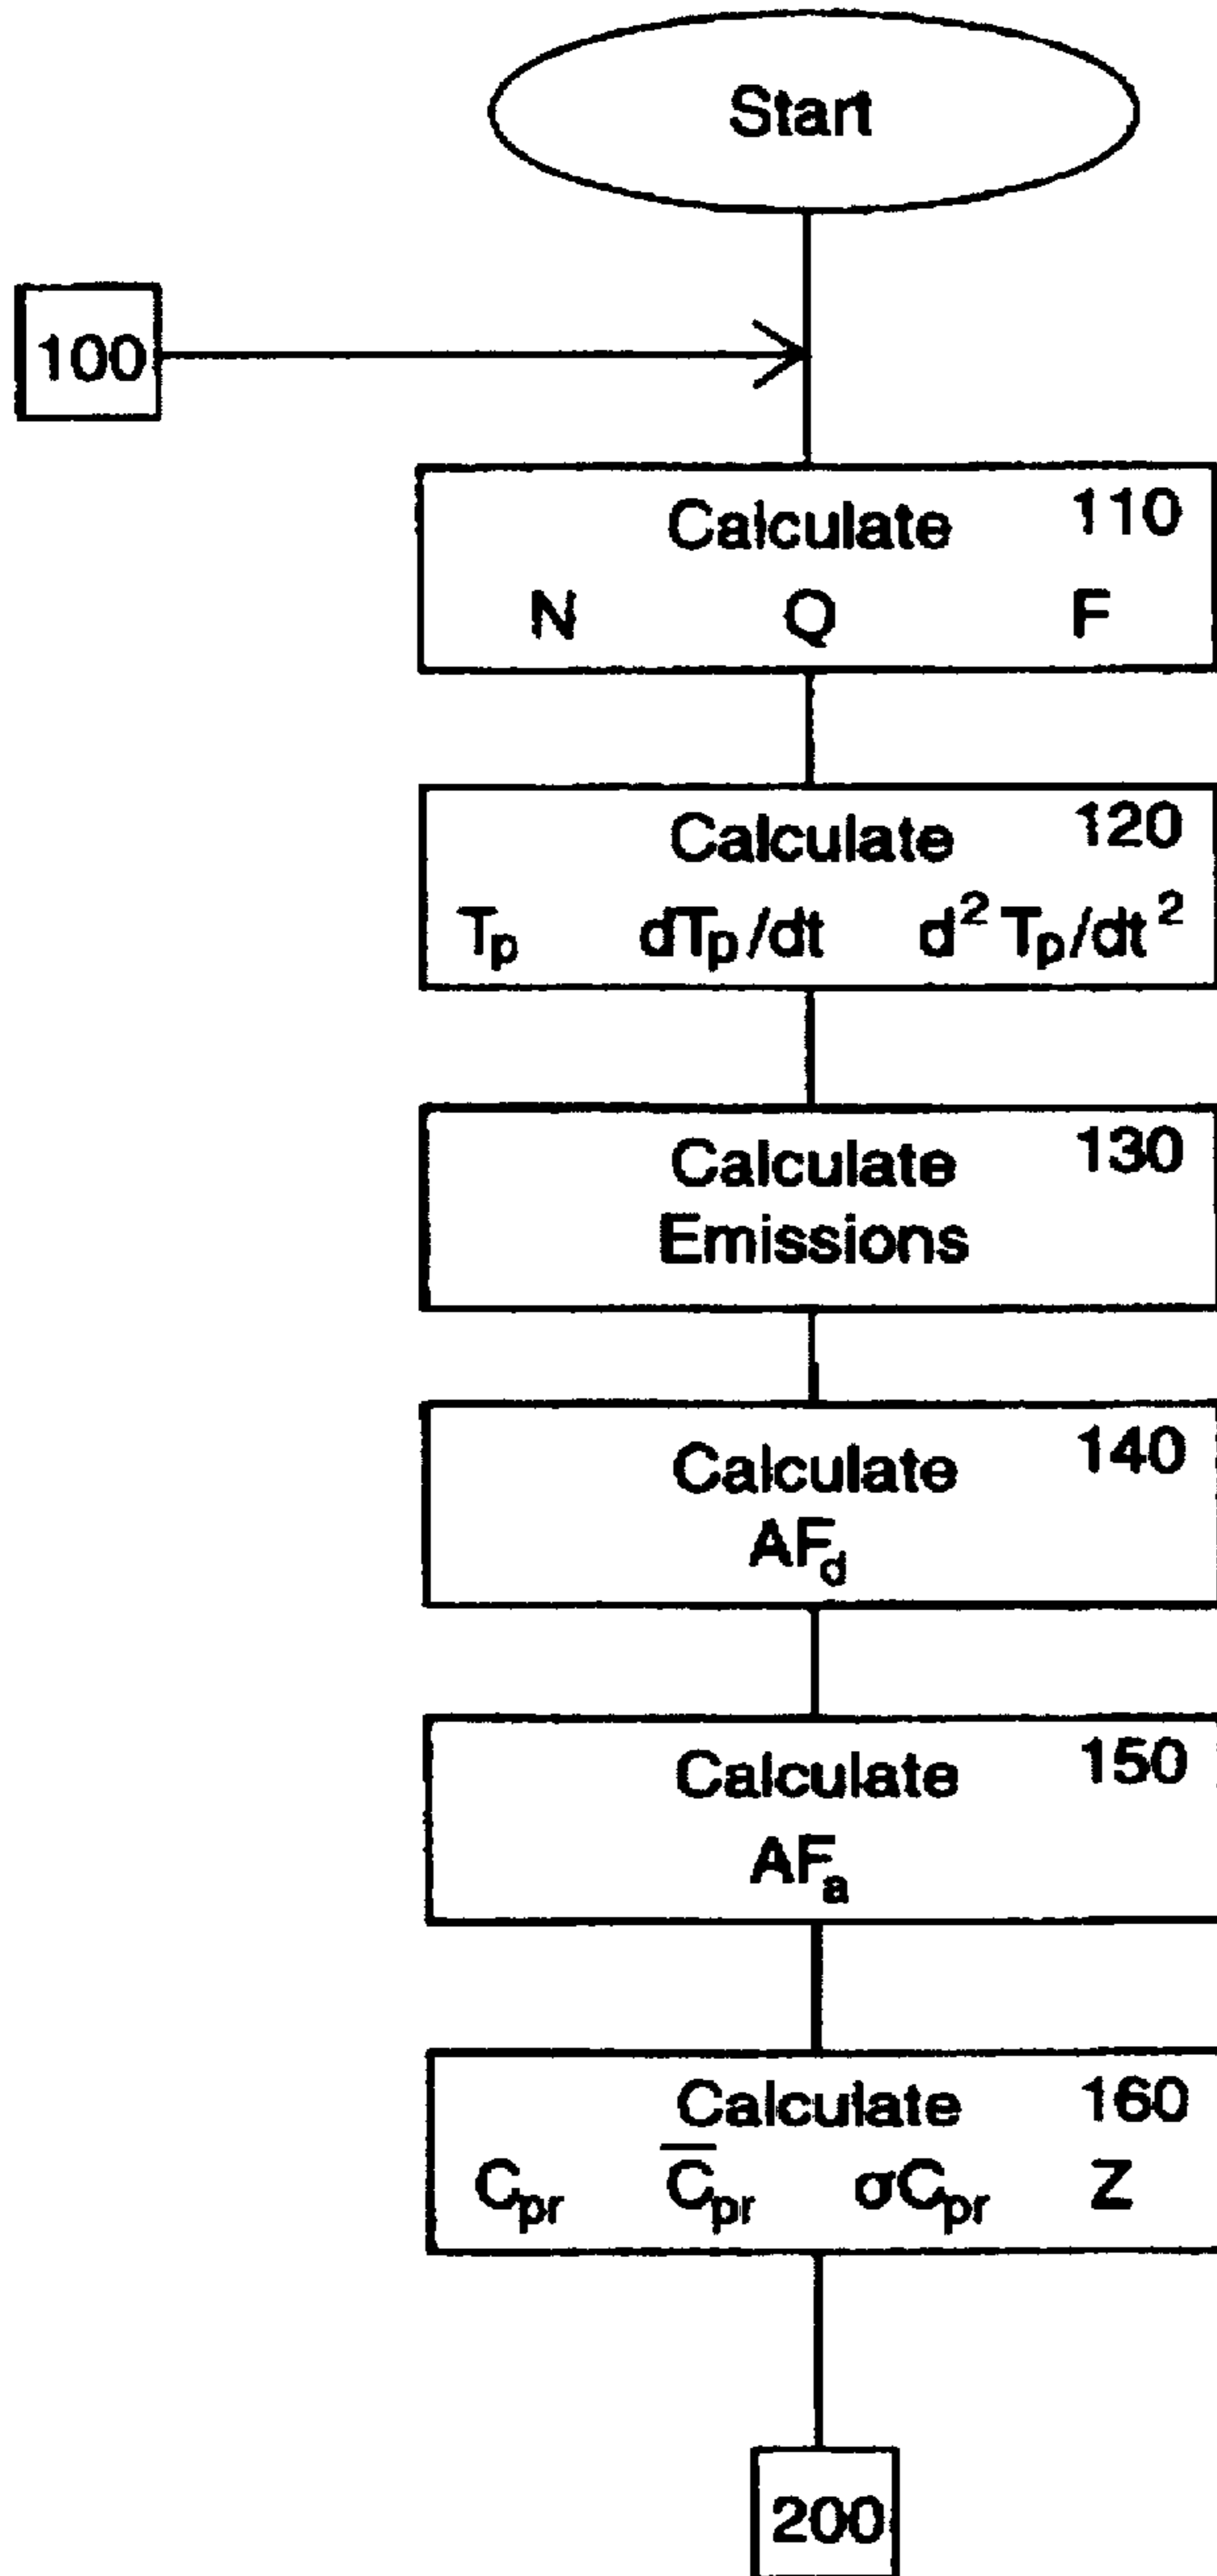 Start
100
Calculate 110
N Q F
Calculate 120
Tp dTp/dt d² Tp/dt²
Calculate 130
Emissions
Calculate 140
AFd
Calculate 150
AFa
Calculate 160
Cpr C̅pr σCpr Z
200